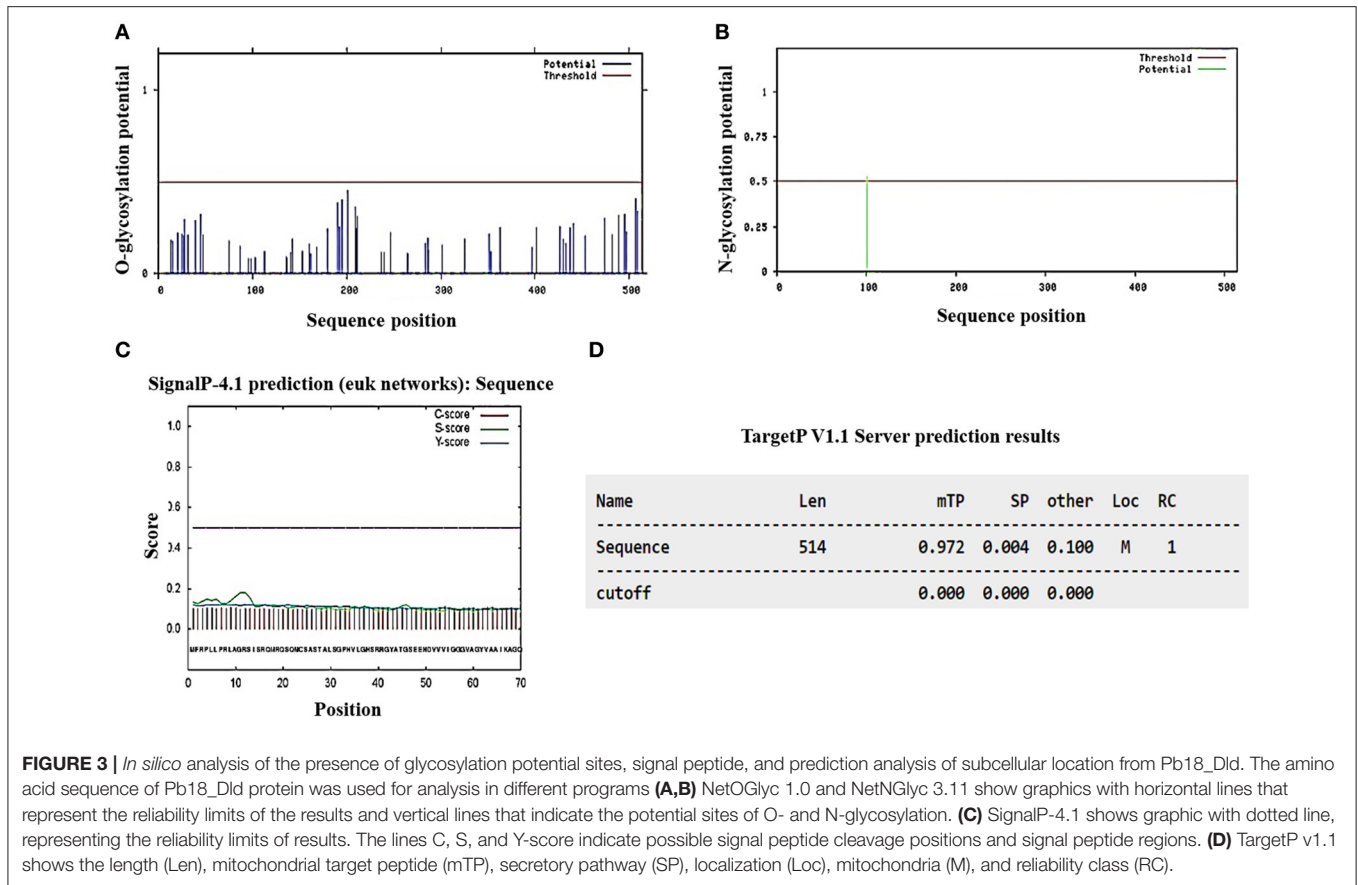 A
Potential
Threshold
1
0
O-glycosylation potential
0 100 200 300 400 500
Sequence position
B
Threshold
Potential
1
0.75
0.5
0.25
0
N-glycosylation potential
0 100 200 300 400 500
Sequence position
C
SignalP-4.1 prediction (euk networks): Sequence
C-score
S-score
Y-score
1.0
0.8
0.6
0.4
0.2
0.0
Score
0 10 20 30 40 50 60 70
Position
D
TargetP V1.1 Server prediction results
Name Len mTP SP other Loc RC
Sequence 514 0.972 0.004 0.100 M 1
cutoff 0.000 0.000 0.000
FIGURE 3 | In silico analysis of the presence of glycosylation potential sites, signal peptide, and prediction analysis of subcellular location from Pb18_Dld. The amino
acid sequence of Pb18_Dld protein was used for analysis in different programs (A,B) NetOGlyc 1.0 and NetNGlyc 3.11 show graphics with horizontal lines that
represent the reliability limits of the results and vertical lines that indicate the potential sites of O- and N-glycosylation. (C) SignalP-4.1 shows graphic with dotted line,
representing the reliability limits of results. The lines C, S, and Y-score indicate possible signal peptide cleavage positions and signal peptide regions. (D) TargetP v1.1
shows the length (Len), mitochondrial target peptide (mTP), secretory pathway (SP), localization (Loc), mitochondria (M), and reliability class (RC).